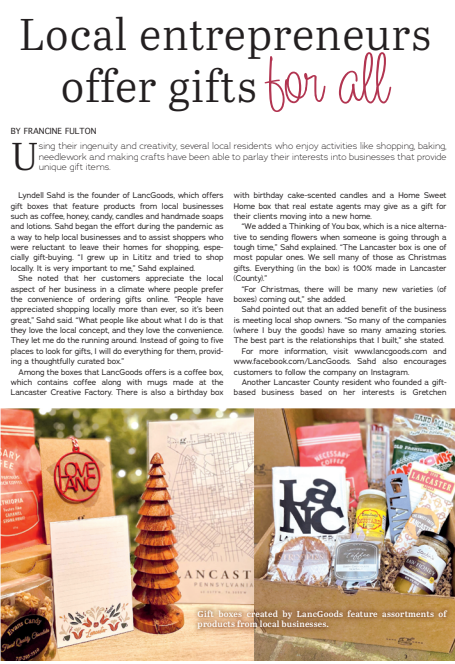 Local entrepreneurs
offer gifts for all
BY FRANCINE FULTON
Using their ingenuity and creativity, several local residents who enjoy activities like shopping, baking,
needlework and making crafts have been able to parlay their interests into businesses that provide
unique gift items.
Lyndell Sahd is the founder of LancGoods, which offers
gift boxes that feature products from local businesses
such as coffee, honey, candy, candles and handmade soaps
and lotions. Sahd began the effort during the pandemic as
a way to help local businesses and to assist shoppers who
were reluctant to leave their homes for shopping, espe-
cially gift-buying. “I grew up in Lititz and tried to shop
locally. It is very important to me,” Sahd explained.
She noted that her customers appreciate the local
aspect of her business in a climate where people prefer
the convenience of ordering gifts online. “People have
appreciated shopping locally more than ever, so it’s been
great,” Sahd said. “What people like about what I do is that
they love the local concept, and they love the convenience.
They let me do the running around. Instead of going to five
places to look for gifts, I will do everything for them, provid-
ing a thoughtfully curated box.”
Among the boxes that LancGoods offers is a coffee box,
which contains coffee along with mugs made at the
Lancaster Creative Factory. There is also a birthday box
with birthday cake-scented candles and a Home Sweet
Home box that real estate agents may give as a gift for
their clients moving into a new home.
“We added a Thinking of You box, which is a nice alterna-
tive to sending flowers when someone is going through a
tough time,” Sahd explained. “The Lancaster box is one of
most popular ones. We sell many of those as Christmas
gifts. Everything (in the box) is 100% made in Lancaster
(County).”
“For Christmas, there will be many new varieties (of
boxes) coming out,” she added.
Sahd pointed out that an added benefit of the business
is meeting local shop owners. “So many of the companies
(where I buy the goods) have so many amazing stories.
The best part is the relationships that I built,” she stated.
For more information, visit www.lancgoods.com and
www.facebook.com/LancGoods. Sahd also encourages
customers to follow the company on Instagram.
Another Lancaster County resident who founded a gift-
based business based on her interests is Gretchen
SARY
FEE
ETHIOPIA
LOVE
LANC
Lancaster
Evans Candy
ANCAST
PENNSYLVANIA
NECESSARY
COFFEE
LaNC
LANCASTER
Toffee
LANCASTER
Gift boxes created by LancGoods feature assortments of
products from local businesses.